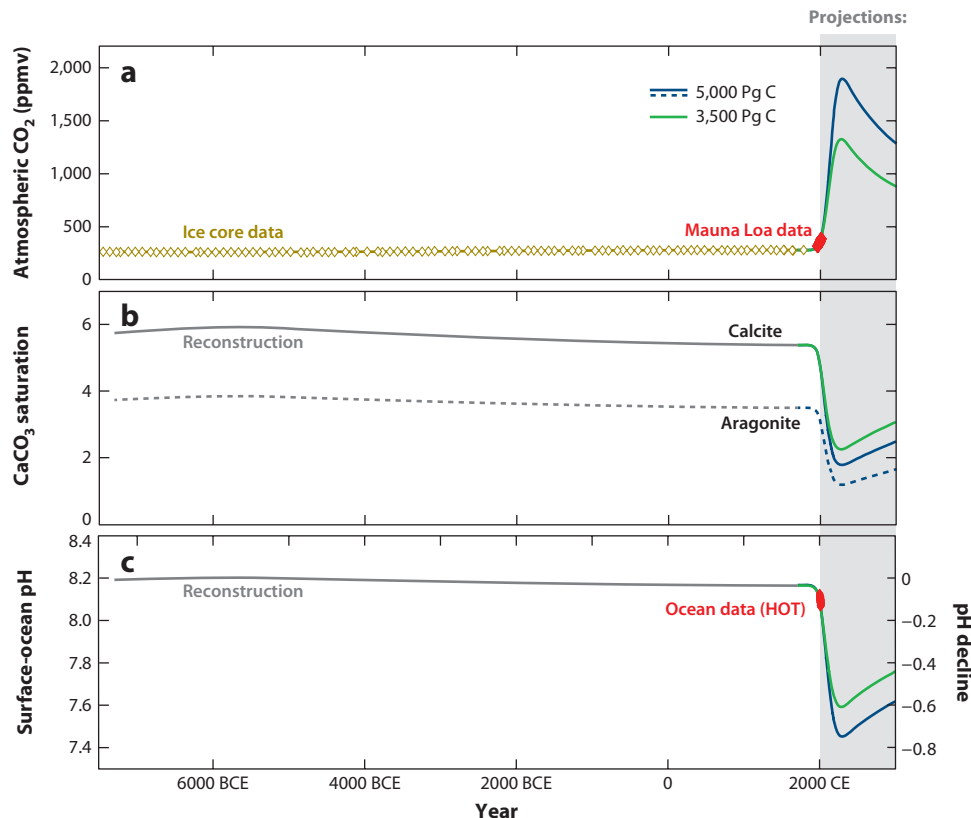 Projections:
a
Atmospheric CO₂ (ppmv)
2,000
1,500
1,000
500
0
5,000 Pg C
3,500 Pg C
Ice core data
Mauna Loa data
b
CaCO₃ saturation
6
4
2
0
Reconstruction
Calcite
Aragonite
c
Surface-ocean pH
8.4
8.2
8.0
7.8
7.6
7.4
Reconstruction
Ocean data (HOT)
0
−0.2
−0.4
−0.6
−0.8
pH decline
6000 BCE
4000 BCE
2000 BCE
0
2000 CE
Year